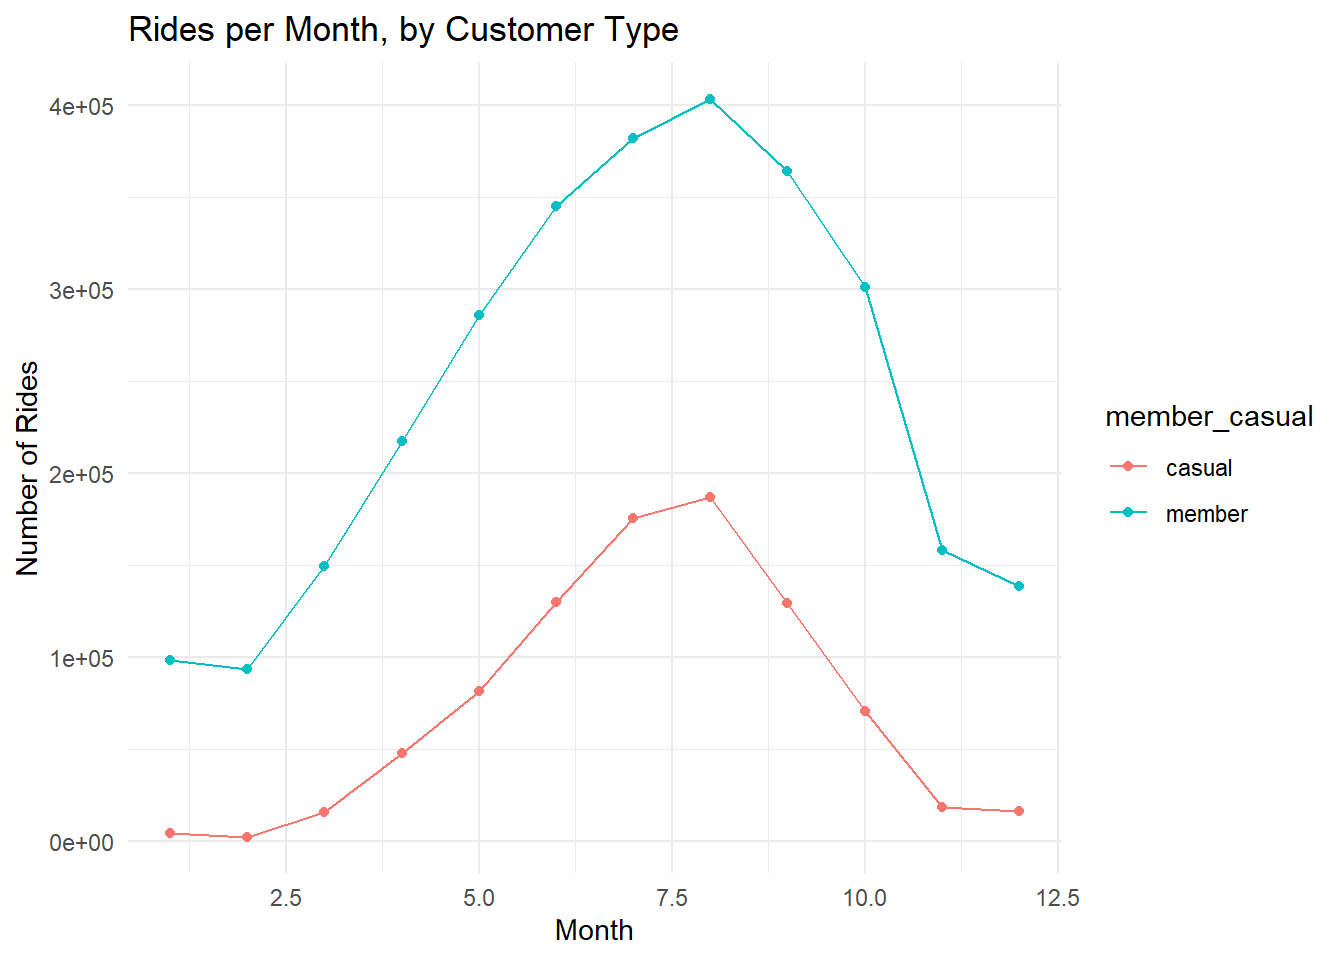 Rides per Month, by Customer Type
4e+05
3e+05
2e+05
1e+05
0e+00
Number of Rides
2.5 5.0 7.5 10.0 12.5
Month
member_casual
casual
member